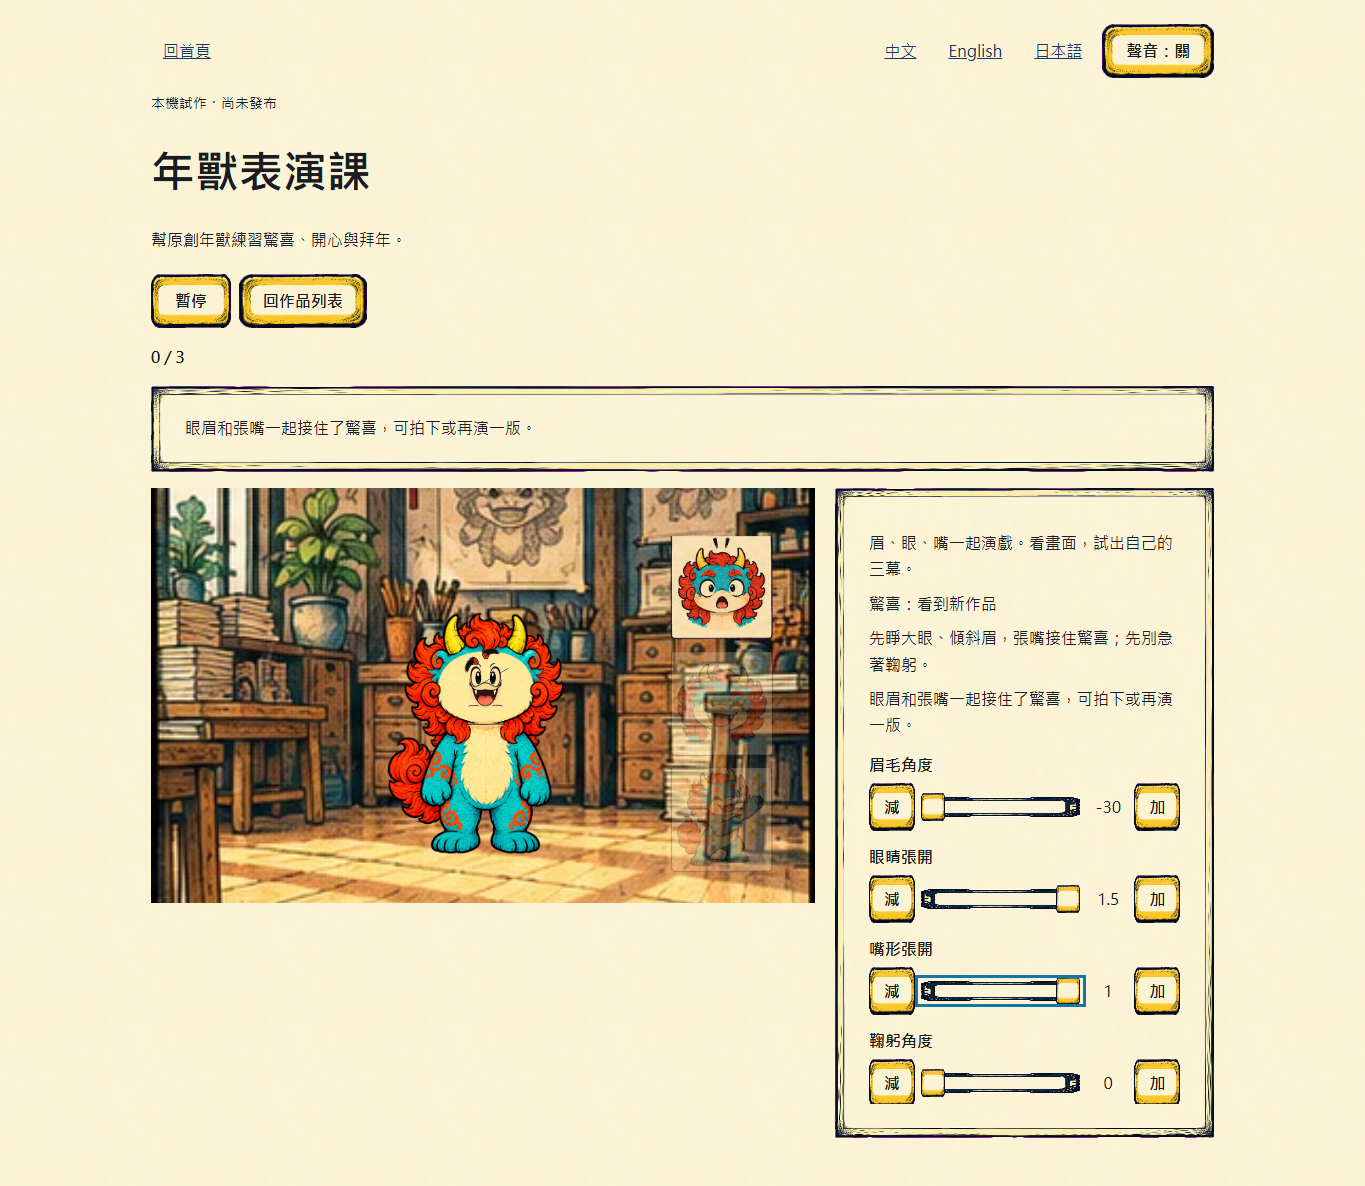 回首頁
中文 English 日本語 聲音：關
本機試作·尚未發布
年獸表演課
幫原創年獸練習驚喜、開心與拜年。
暫停 回作品列表
0 / 3
眼眉和張嘴一起接住了驚喜，可拍下或再演一版。
眉、眼、嘴一起演戲。看畫面，試出自己的
三幕。
驚喜：看到新作品
先睜大眼、傾斜眉，張嘴接住驚喜；先別急
著鞠躬。
眼眉和張嘴一起接住了驚喜，可拍下或再演
一版。
眉毛角度
減 -30 加
眼睛張開
減 1.5 加
嘴形張開
減 1 加
鞠躬角度
減 0 加